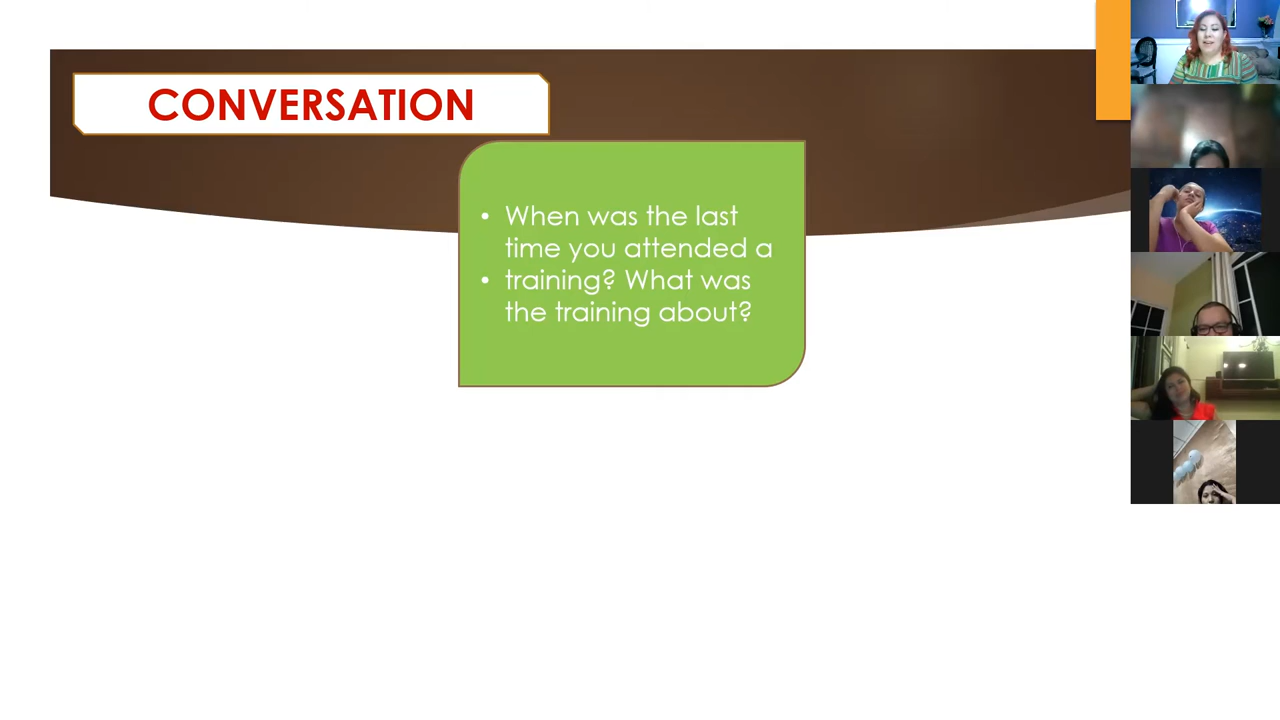 CONVERSATION
• When was the last
time you attended a
• training? What was
the training about?